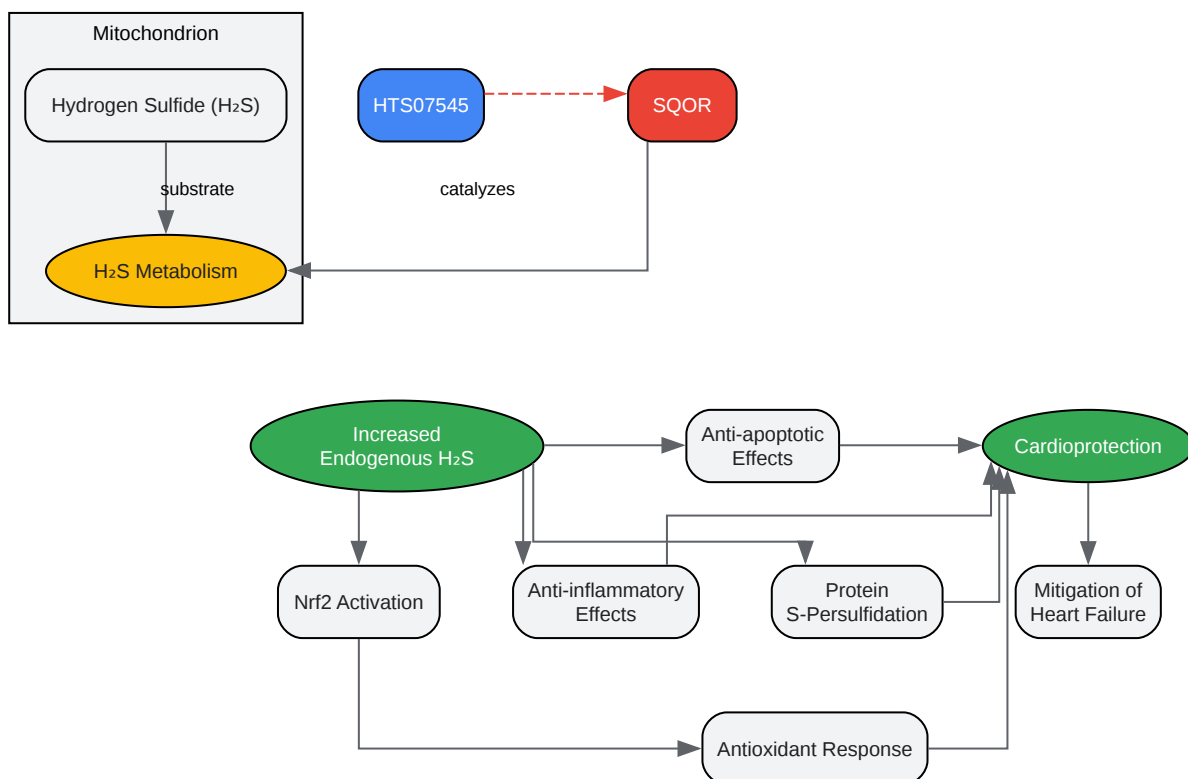 Mitochondrion
Hydrogen Sulfide (H₂S)
HTS07545
SQOR
substrate
catalyzes
H₂S Metabolism
Increased
Endogenous H₂S
Anti-apoptotic
Effects
Cardioprotection
Nrf2 Activation
Anti-inflammatory
Effects
Protein
S-Persulfidation
Mitigation of
Heart Failure
Antioxidant Response